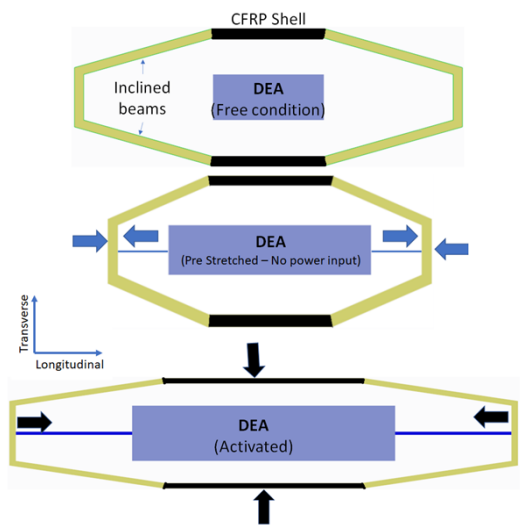 CFRP Shell
Inclined
beams
DEA
(Free condition)
DEA
(Pre Stretched – No power input)
Transverse
Longitudinal
DEA
(Activated)